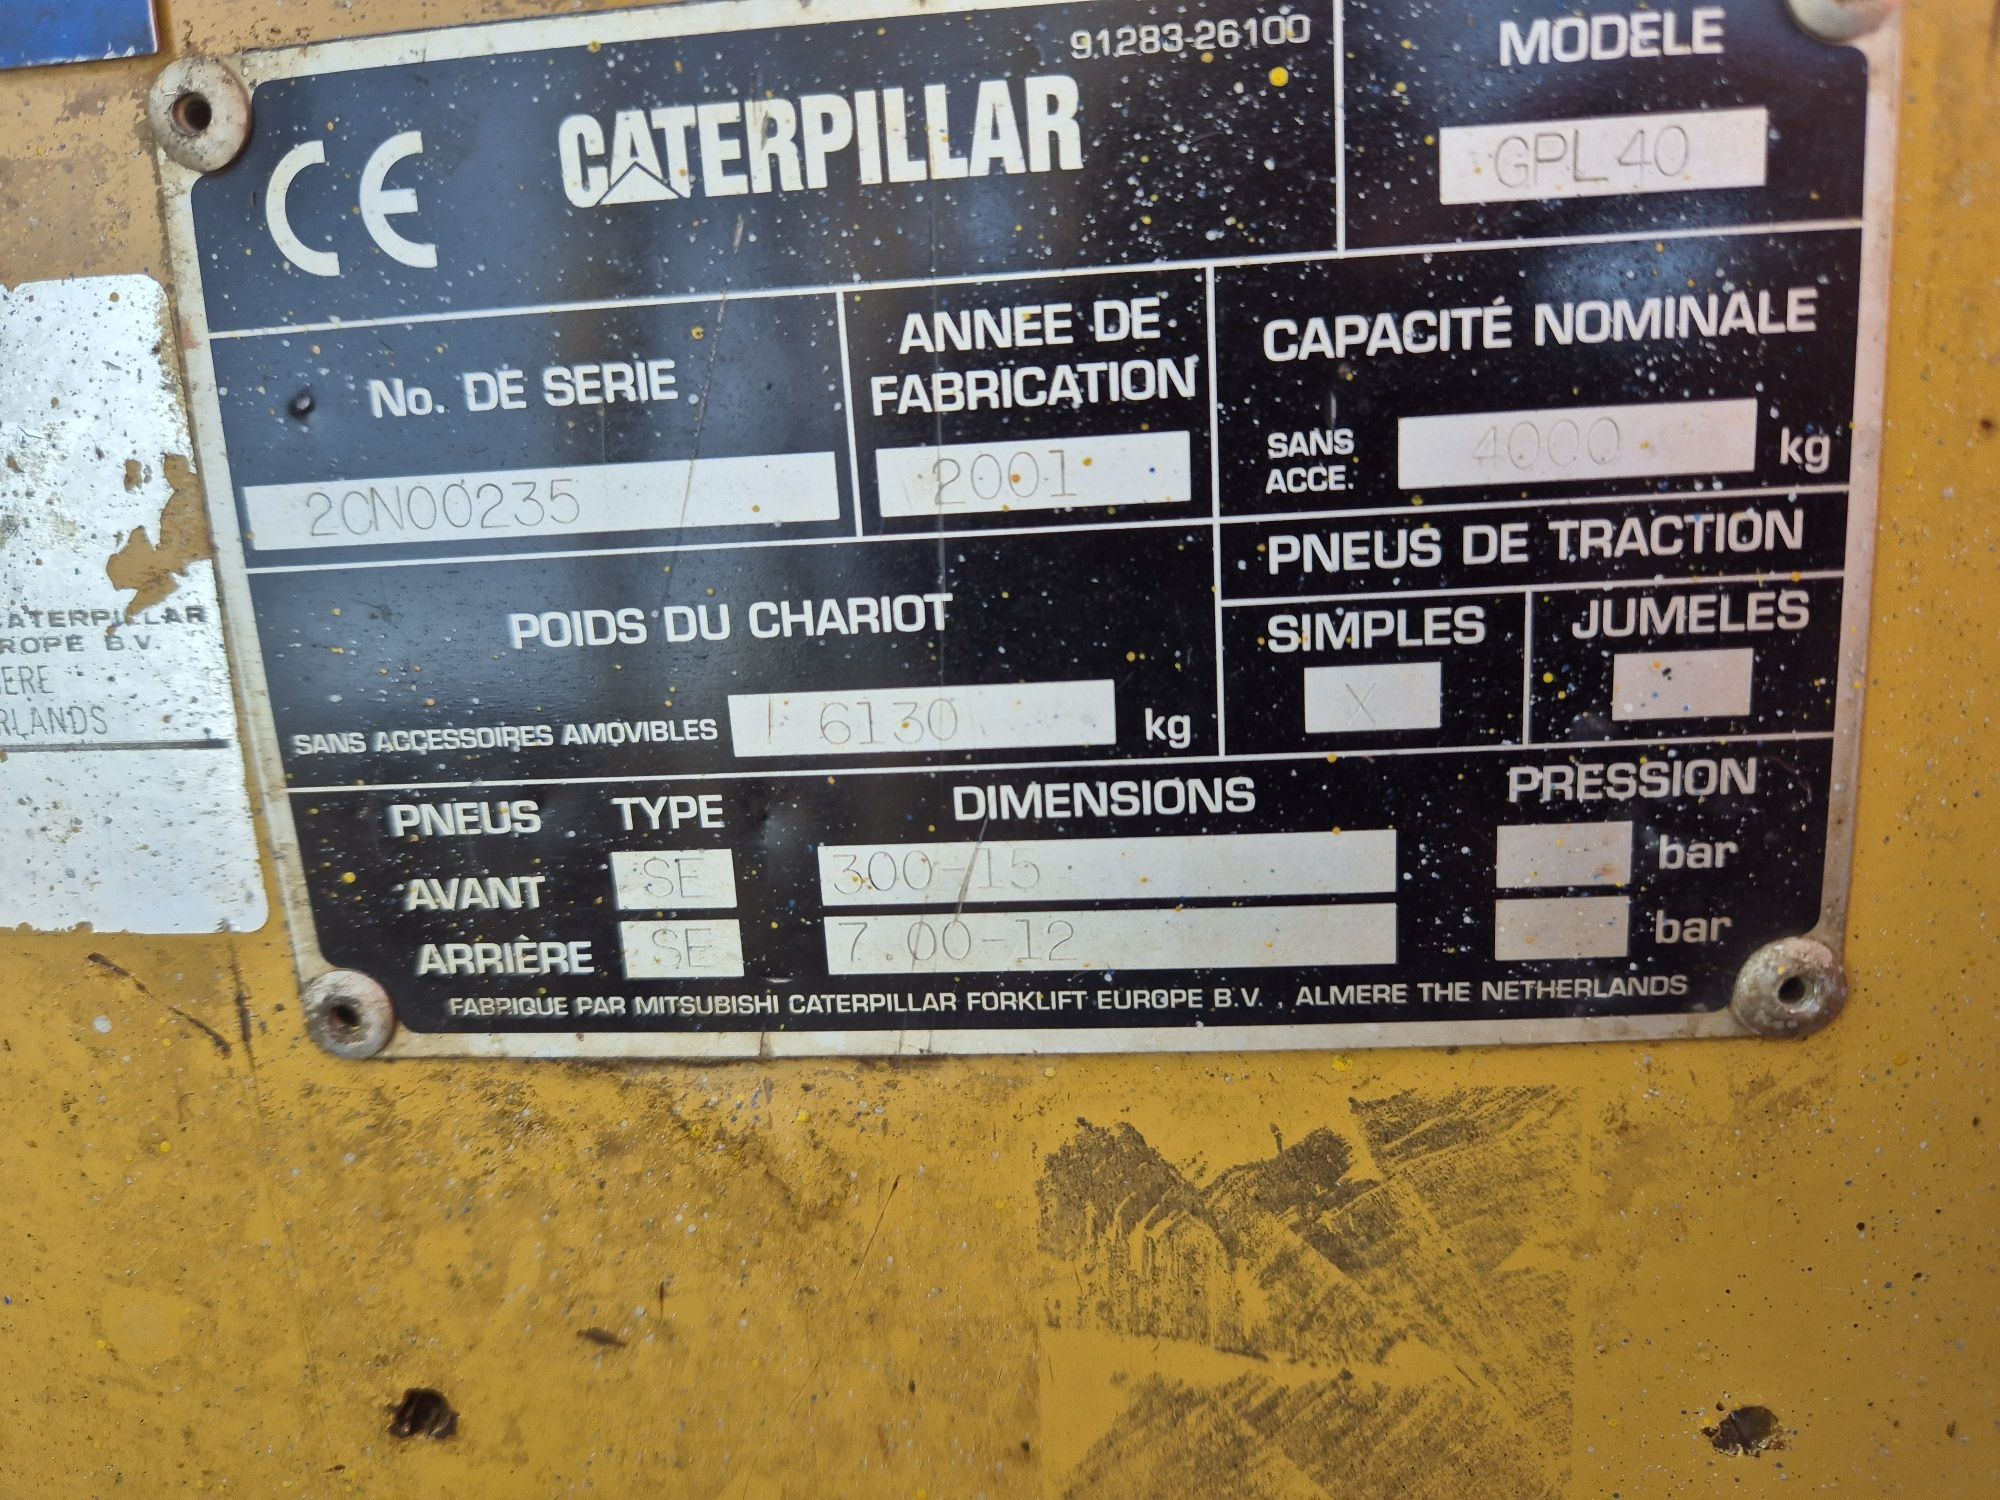 91283-26100
CE CATERPILLAR
MODELE
GPL40
No. DE SERIE
2CN00235
ANNEE DE
FABRICATION
2001
CAPACITÉ NOMINALE
SANS
ACCE. 4000 kg
PNEUS DE TRACTION
SIMPLES JUMELES
X
POIDS DU CHARIOT
SANS ACCESSOIRES AMOVIBLES 6130 kg
PNEUS TYPE DIMENSIONS PRESSION
AVANT SE 300-15 bar
ARRIÈRE SE 7.00-12 bar
FABRIQUE PAR MITSUBISHI CATERPILLAR FORKLIFT EUROPE B.V. , ALMERE THE NETHERLANDS
CATERPILLAR
B.V.